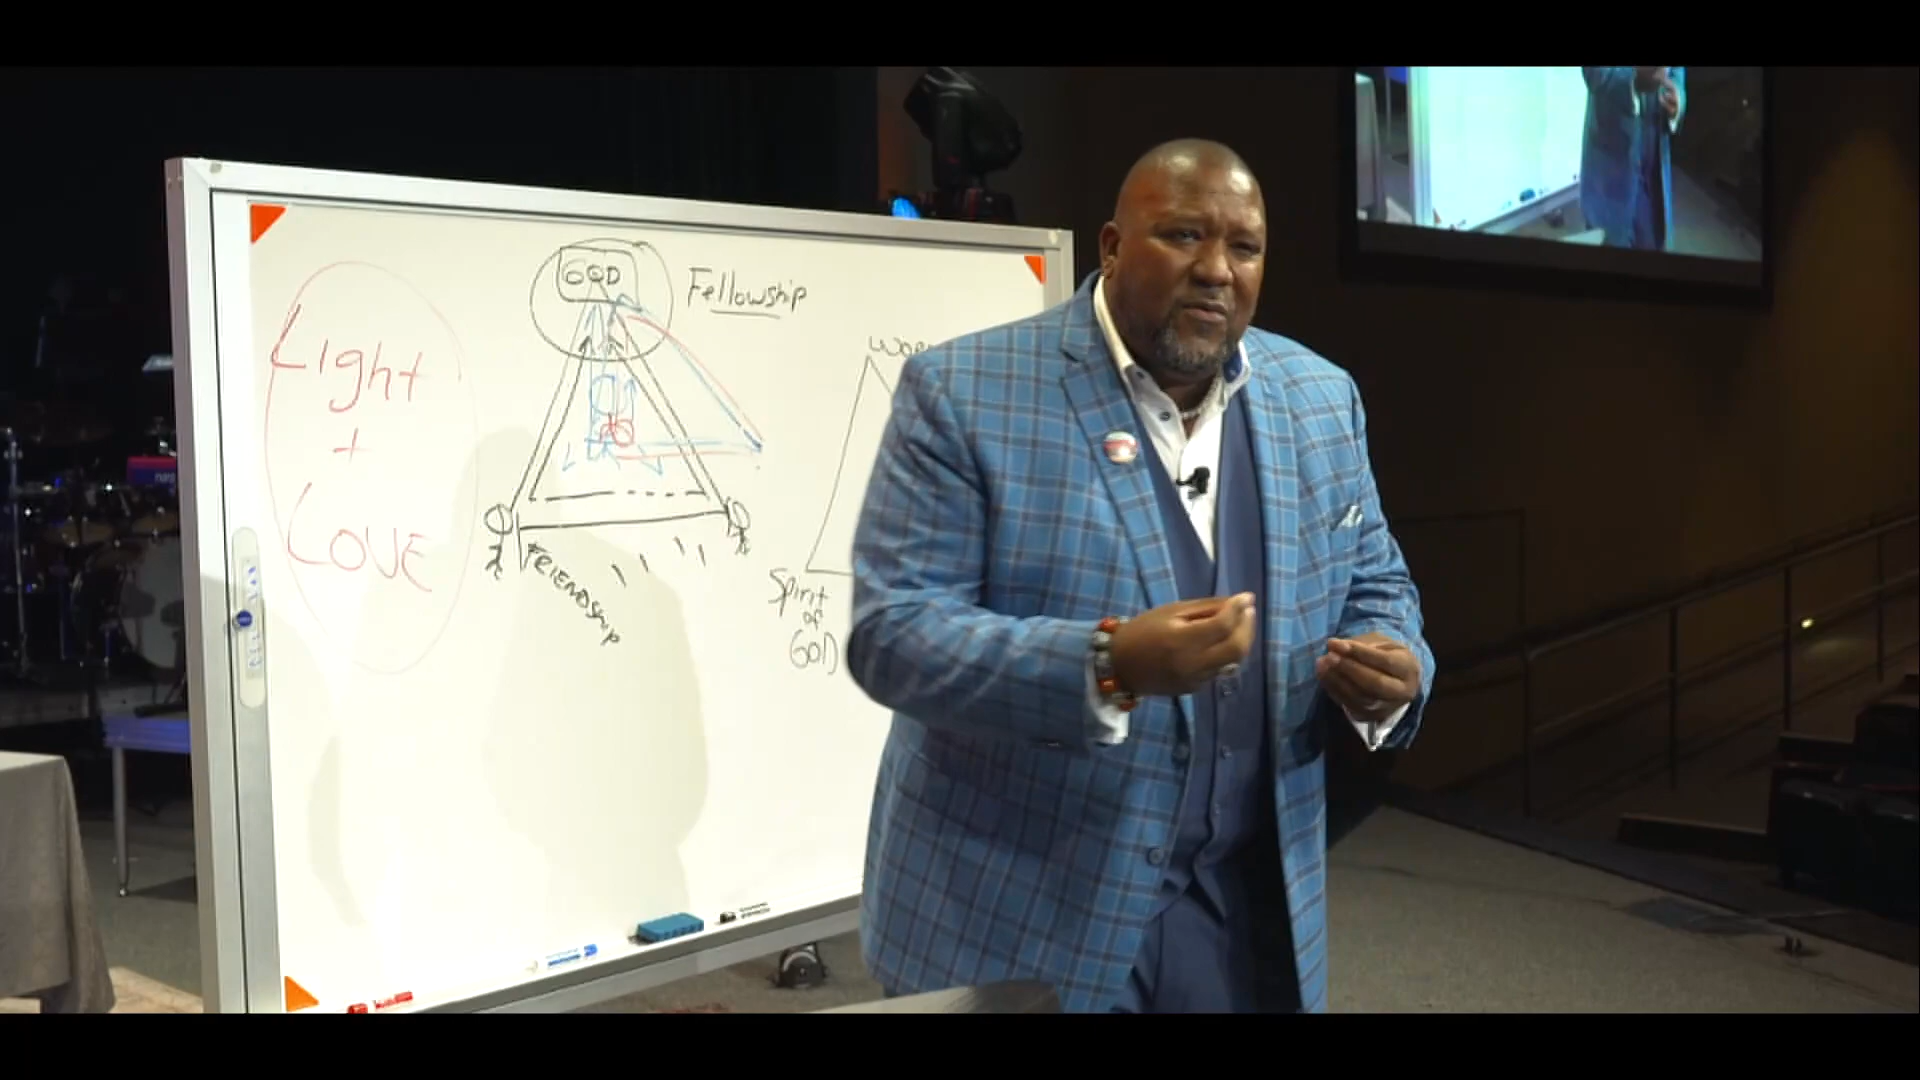 GOD
Fellowship
Light
+
Love
FRIENDSHIP
Spirit
of
GOD